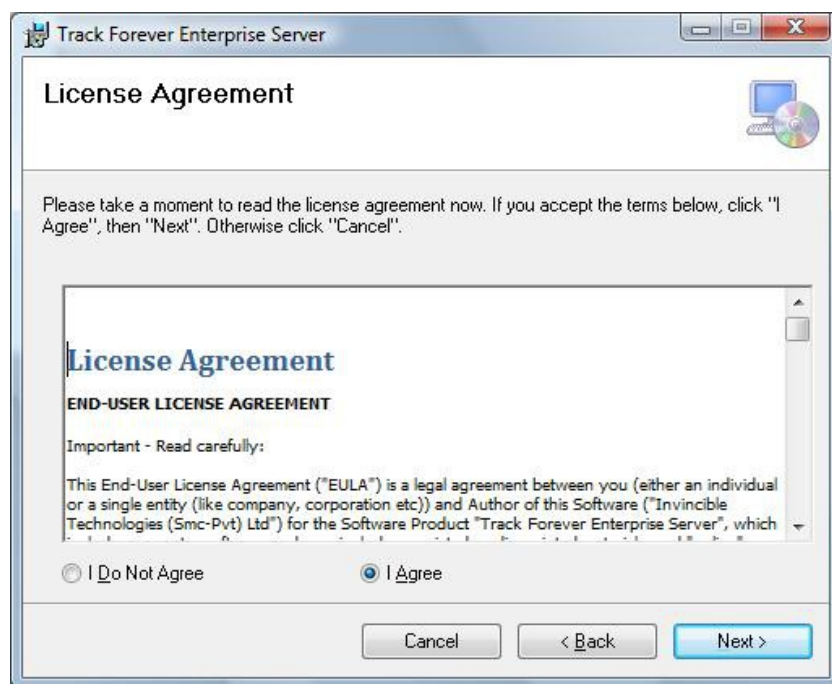 Track Forever Enterprise Server
License Agreement
Please take a moment to read the license agreement now. If you accept the terms below, click "I
Agree", then "Next". Otherwise click "Cancel".
License Agreement
END-USER LICENSE AGREEMENT
Important - Read carefully:
This End-User License Agreement ("EULA") is a legal agreement between you (either an individual
or a single entity (like company, corporation etc)) and Author of this Software ("Invincible
Technologies (Smc-Pvt) Ltd") for the Software Product "Track Forever Enterprise Server", which
I Do Not Agree
I Agree
Cancel
< Back
Next >